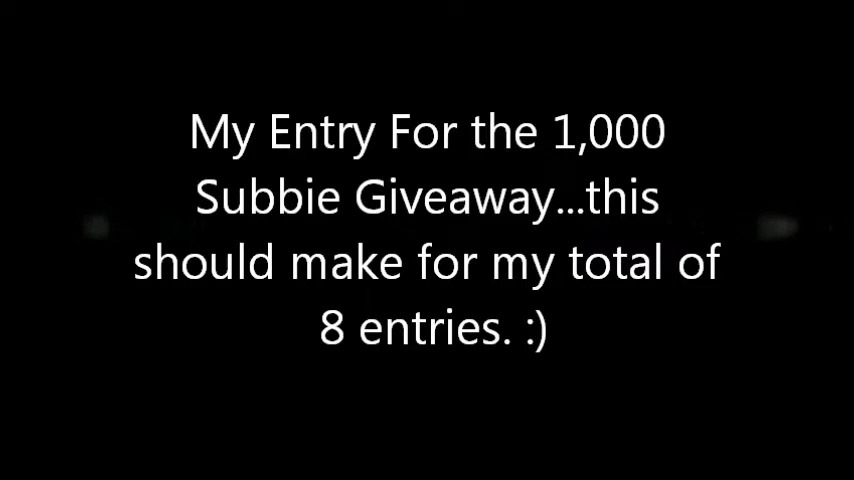 My Entry For the 1,000
Subbie Giveaway...this
should make for my total of
8 entries. :)